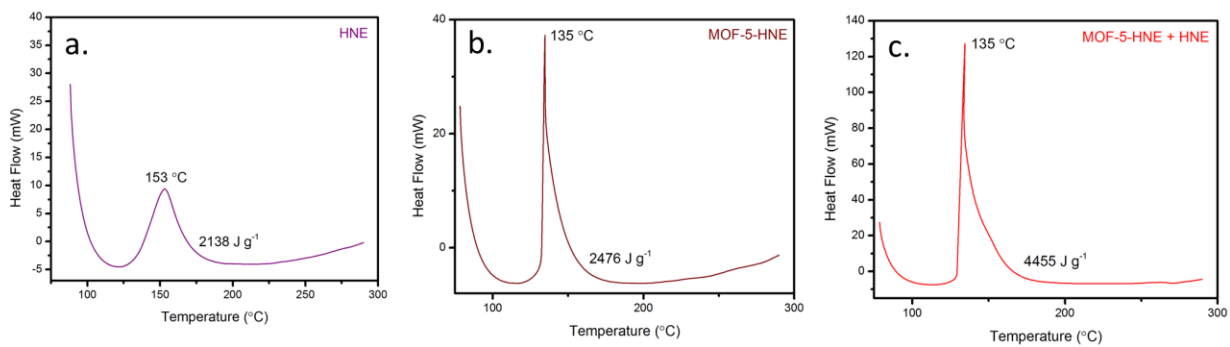 a.
HNE
40
35
30
25
20
15
10
5
0
-5
Heat Flow (mW)
153 °C
2138 J g⁻¹
100 150 200 250 300
Temperature (°C)
b.
MOF-5-HNE
40
20
0
Heat Flow (mW)
135 °C
2476 J g⁻¹
100 200 300
Temperature (°C)
c.
MOF-5-HNE + HNE
140
120
100
80
60
40
20
0
Heat Flow (mW)
135 °C
4455 J g⁻¹
100 200 300
Temperature (°C)